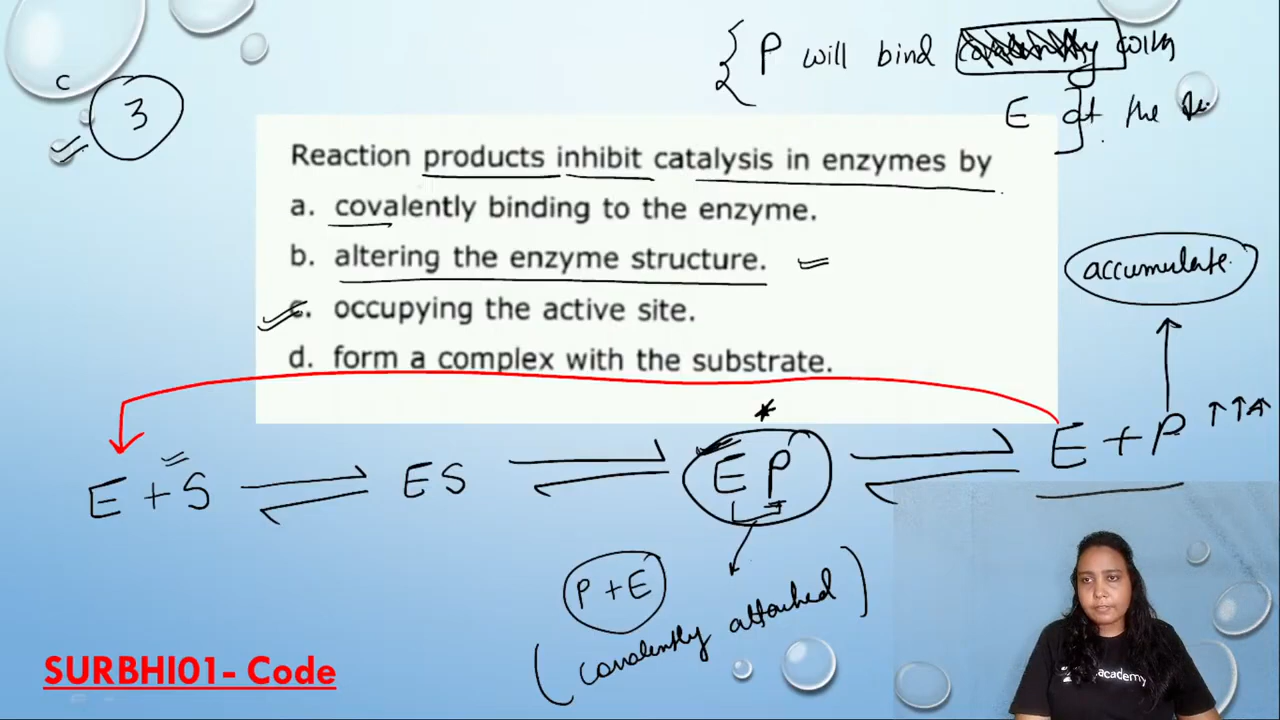 P will bind with
E at the
C
3
Reaction products inhibit catalysis in enzymes by
a. covalently binding to the enzyme.
b. altering the enzyme structure.
c. occupying the active site.
d. form a complex with the substrate.
accumulate
E + S ⇌ ES ⇌ EP ⇌ E + P ↑↑↑
*
P + E
(covalently attached)
SURBHI01- Code
academy